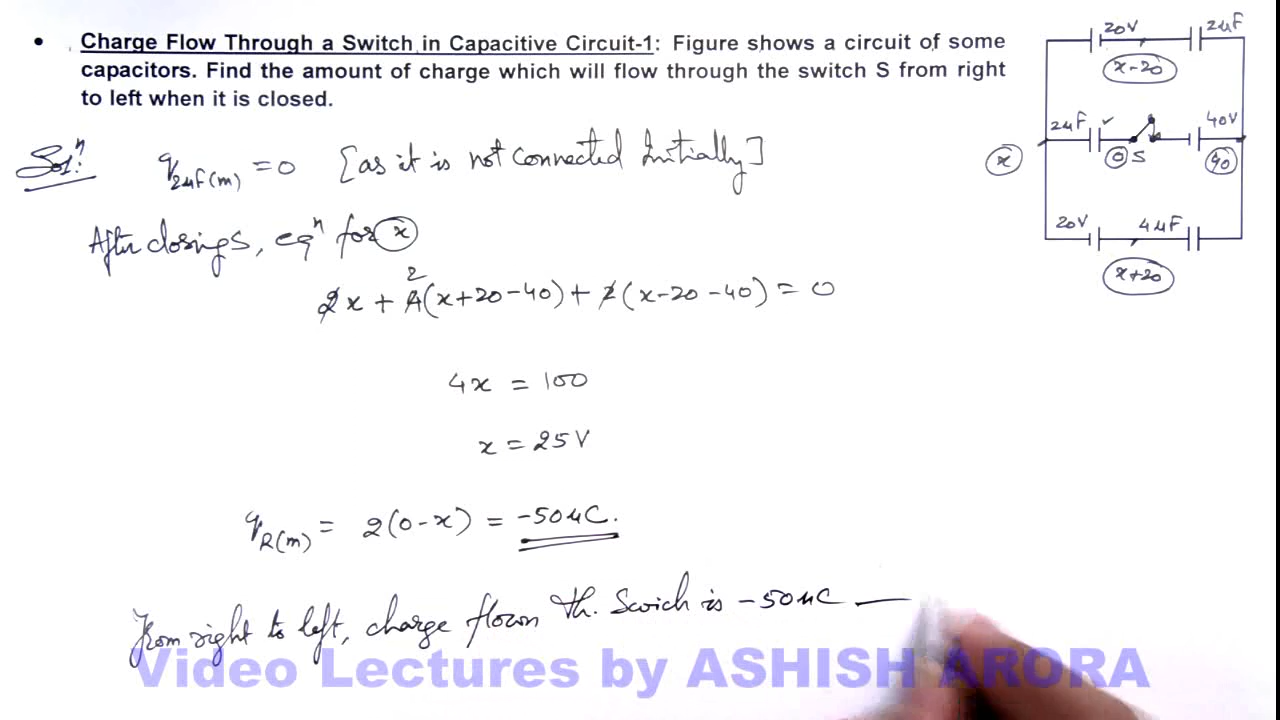 • Charge Flow Through a Switch in Capacitive Circuit-1: Figure shows a circuit of some
capacitors. Find the amount of charge which will flow through the switch S from right
to left when it is closed.
20V 2μF
x-20
2μF 40V
x 0 S 40
20V 4μF
x+20
Solⁿ:
q2μF(m) = 0 [as it is not connected Initially]
After closing S, eqⁿ for x
2
2x + 4(x+20-40) + 2(x-20-40) = 0
4x = 100
x = 25V
qR(m) = 2(0-x) = -50μC.
From right to left, charge flown th. Swich is -50μC —
Video Lectures by ASHISH ARORA